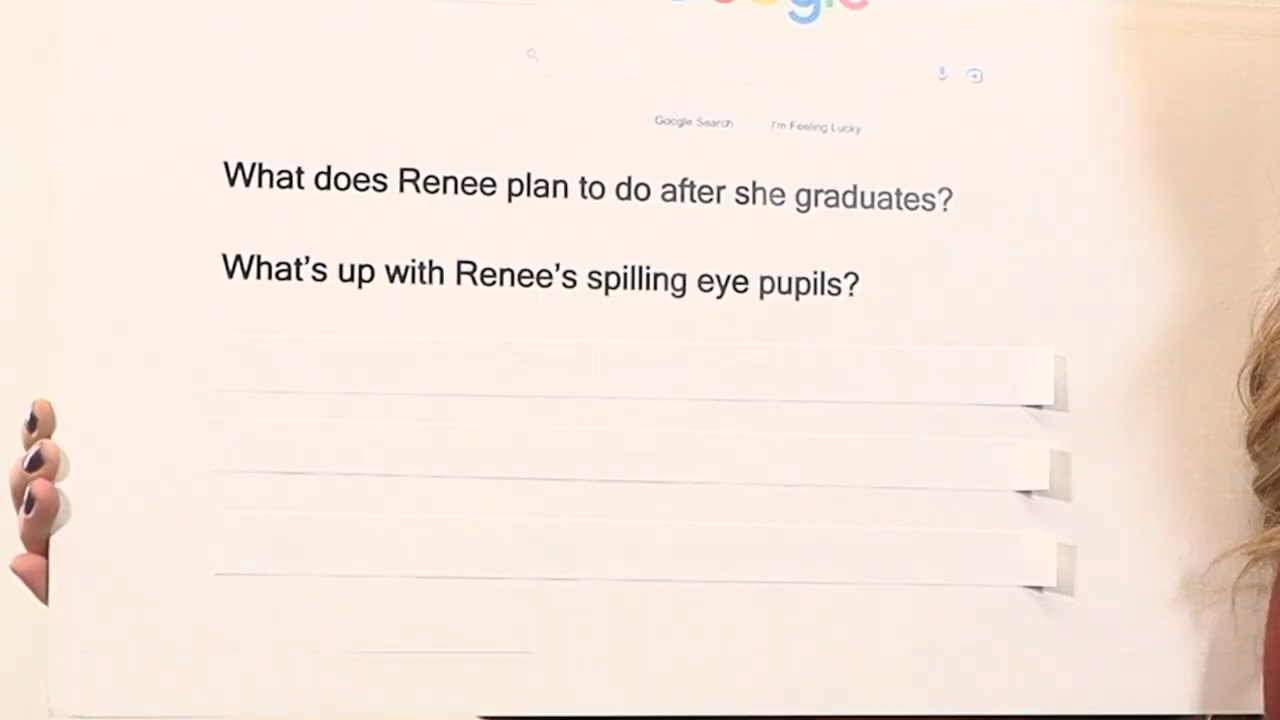 Google
Google Search I'm Feeling Lucky
What does Renee plan to do after she graduates?
What's up with Renee's spilling eye pupils?